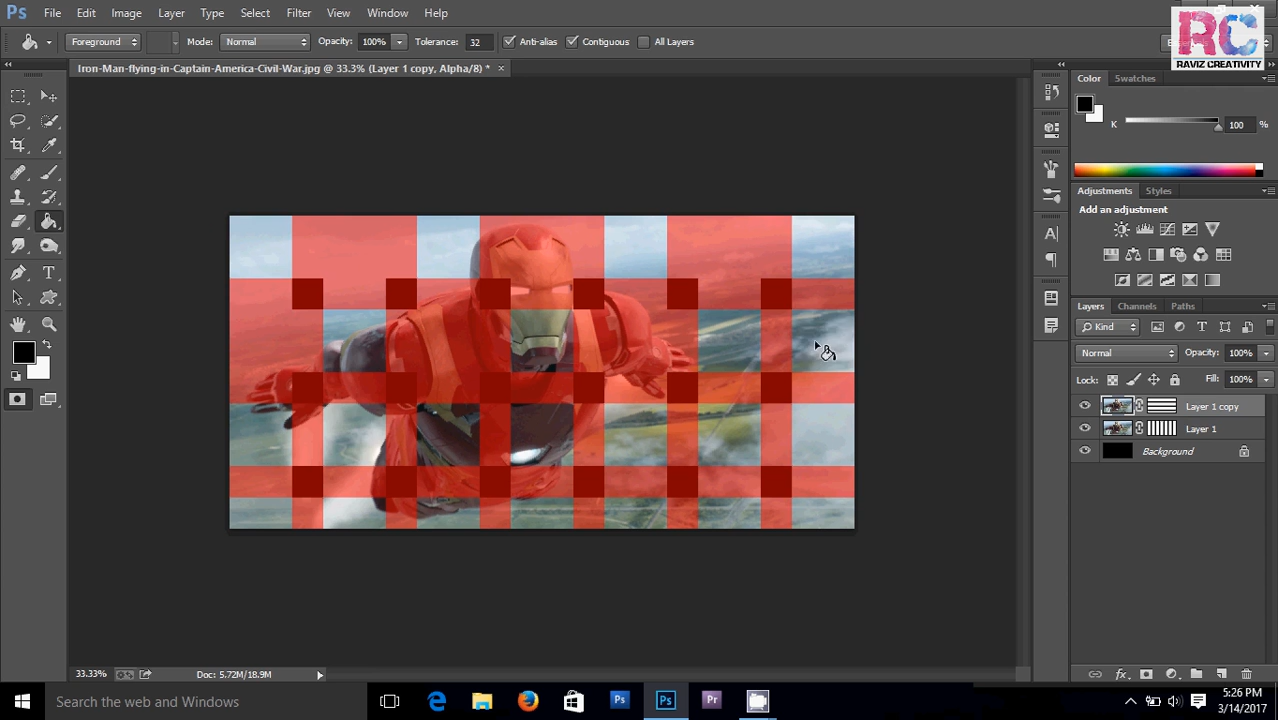 Ps File Edit Image Layer Type Select Filter View Window Help
RC
RAVIZ CREATIVITY
Foreground Mode: Normal Opacity: 100% Tolerance: 32 Anti-alias Contiguous All Layers
Iron-Man-flying-in-Captain-America-Civil-War.jpg @ 33.3% (Layer 1 copy, Alpha/8) *
Color Swatches
K 100 %
Adjustments Styles
Add an adjustment
Layers Channels Paths
Kind
Normal Opacity: 100%
Lock: Fill: 100%
Layer 1 copy
Layer 1
Background
33.33% Doc: 5.72M/18.9M
Search the web and Windows
Ps Ps Pr
5:26 PM
3/14/2017